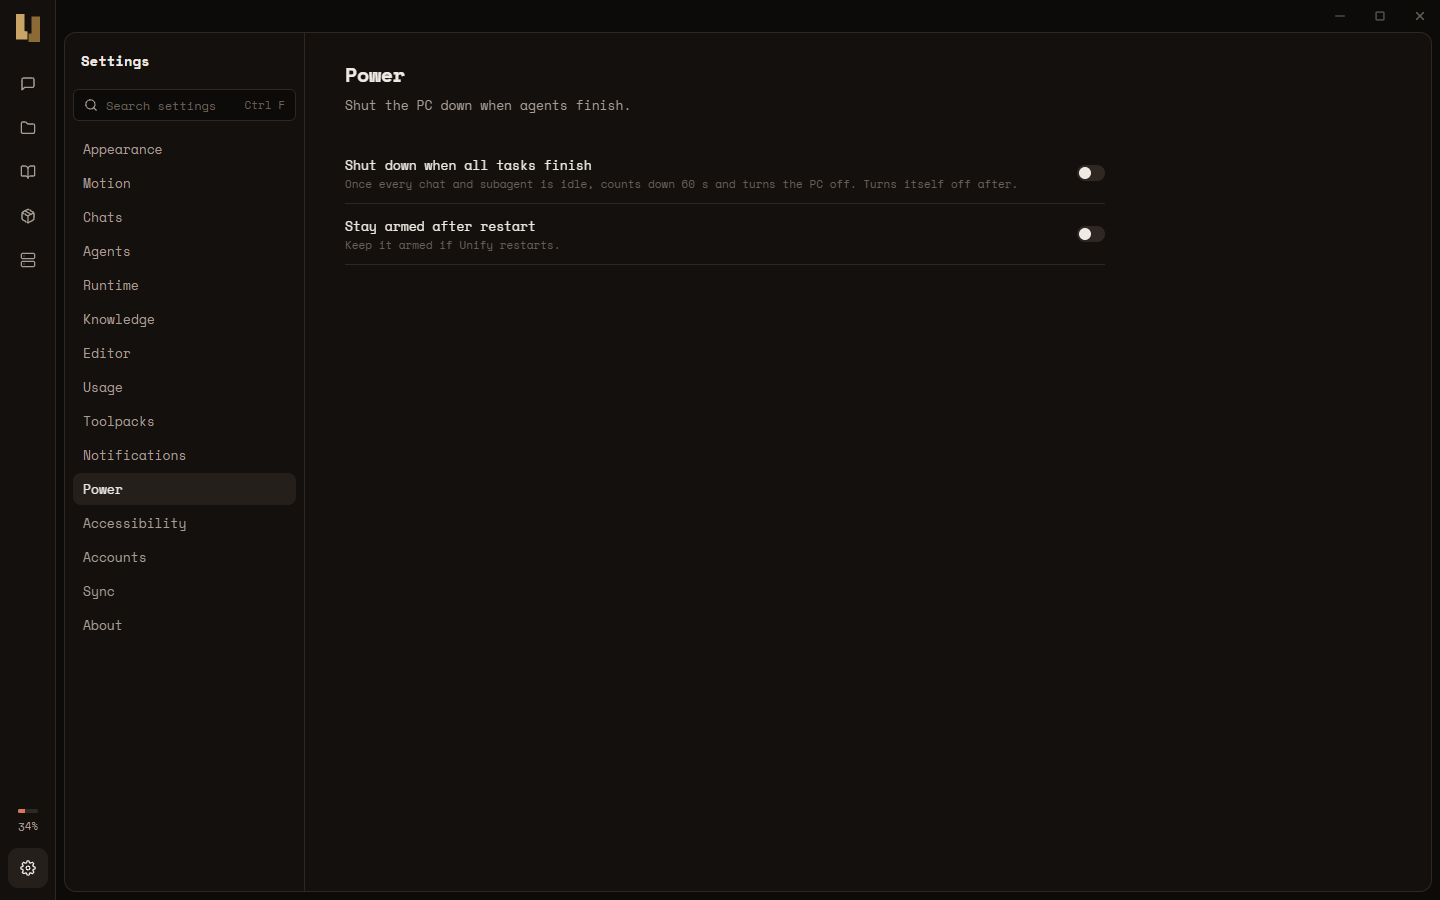 Settings
Search settings Ctrl F
Appearance
Motion
Chats
Agents
Runtime
Knowledge
Editor
Usage
Toolpacks
Notifications
Power
Accessibility
Accounts
Sync
About
34%
Power
Shut the PC down when agents finish.
Shut down when all tasks finish
Once every chat and subagent is idle, counts down 60 s and turns the PC off. Turns itself off after.
Stay armed after restart
Keep it armed if Unify restarts.